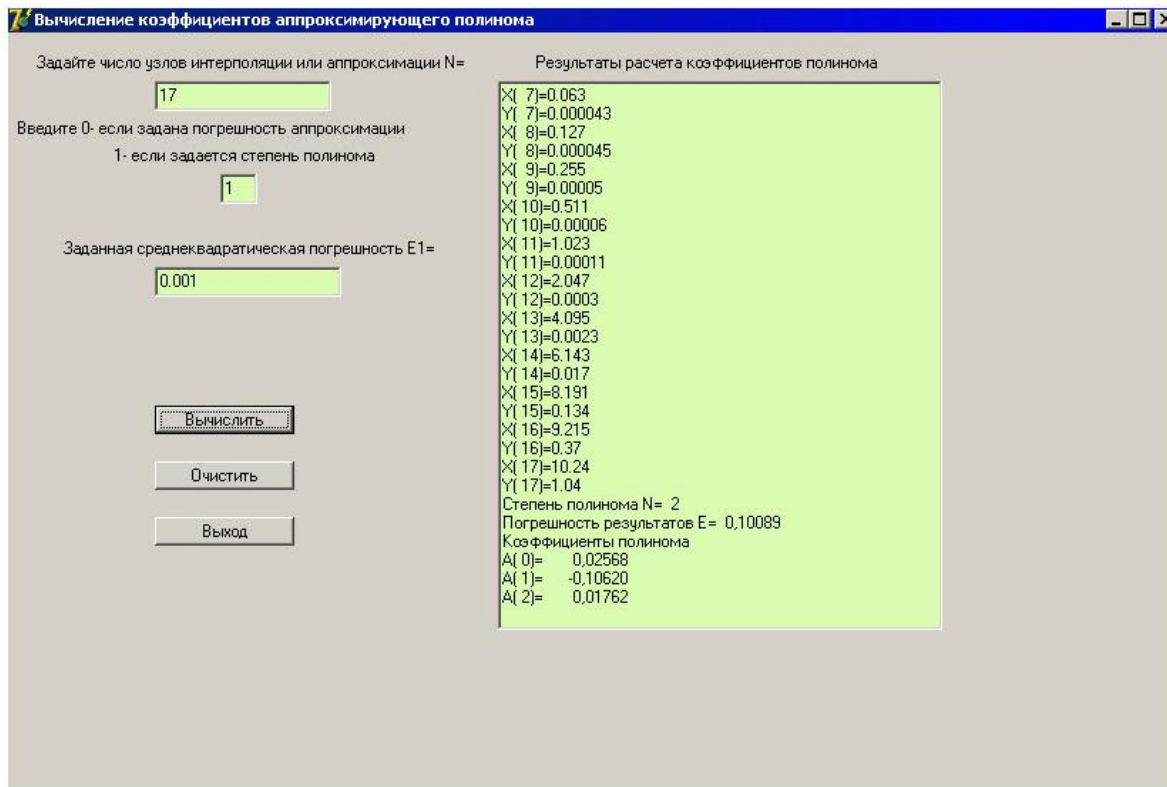 Вычисление коэффициентов аппроксимирующего полинома
Задайте число узлов интерполяции или аппроксимации N=
17
Введите 0- если задана погрешность аппроксимации
1- если задается степень полинома
1
Заданная среднеквадратическая погрешность E1=
0.001
Вычислить
Очистить
Выход
Результаты расчета коэффициентов полинома
X( 7)=0.063
Y( 7)=0.000043
X( 8)=0.127
Y( 8)=0.000045
X( 9)=0.255
Y( 9)=0.00005
X(10)=0.511
Y(10)=0.00006
X(11)=1.023
Y(11)=0.00011
X(12)=2.047
Y(12)=0.0003
X(13)=4.095
Y(13)=0.0023
X(14)=6.143
Y(14)=0.017
X(15)=8.191
Y(15)=0.134
X(16)=9.215
Y(16)=0.37
X(17)=10.24
Y(17)=1.04
Степень полинома N= 2
Погрешность результатов E= 0,10089
Коэффициенты полинома
A( 0)= 0,02568
A( 1)= -0,10620
A( 2)= 0,01762